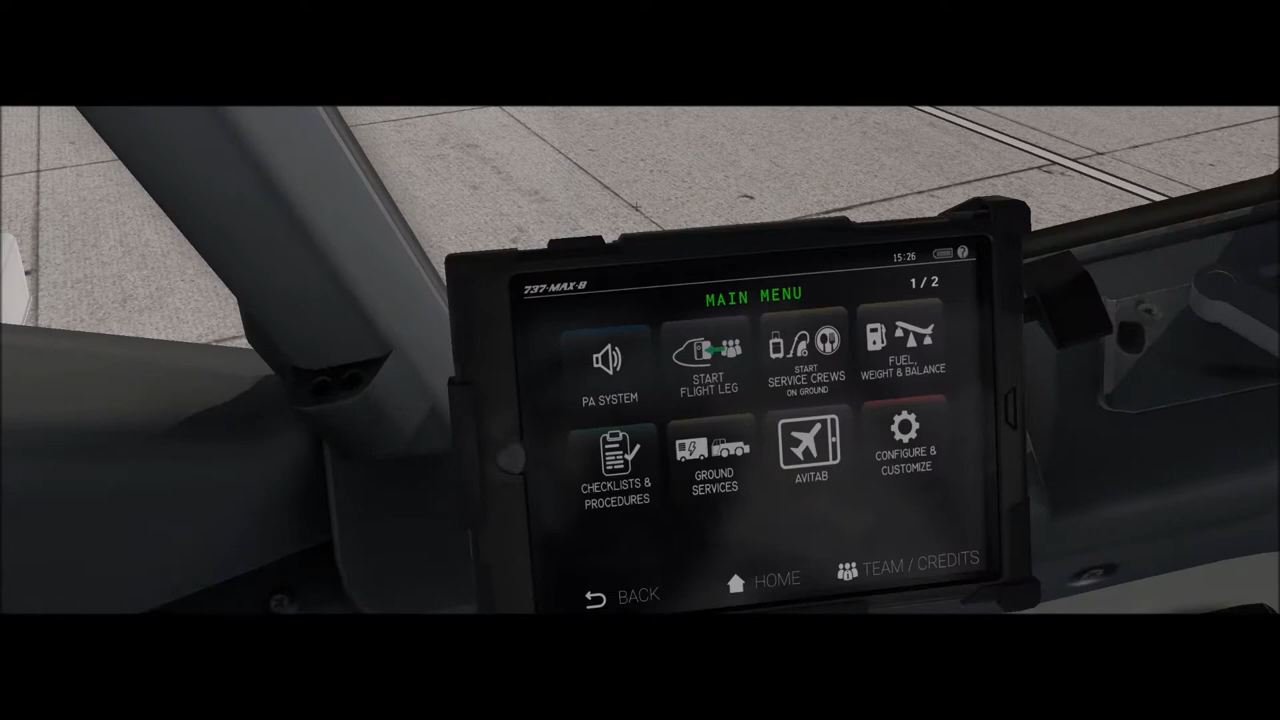 737-MAX-8
15:26
MAIN MENU
1 / 2
PA SYSTEM
START
FLIGHT LEG
START
SERVICE CREWS
ON GROUND
FUEL,
WEIGHT & BALANCE
CHECKLISTS &
PROCEDURES
GROUND
SERVICES
AVITAB
CONFIGURE &
CUSTOMIZE
BACK
HOME
TEAM / CREDITS